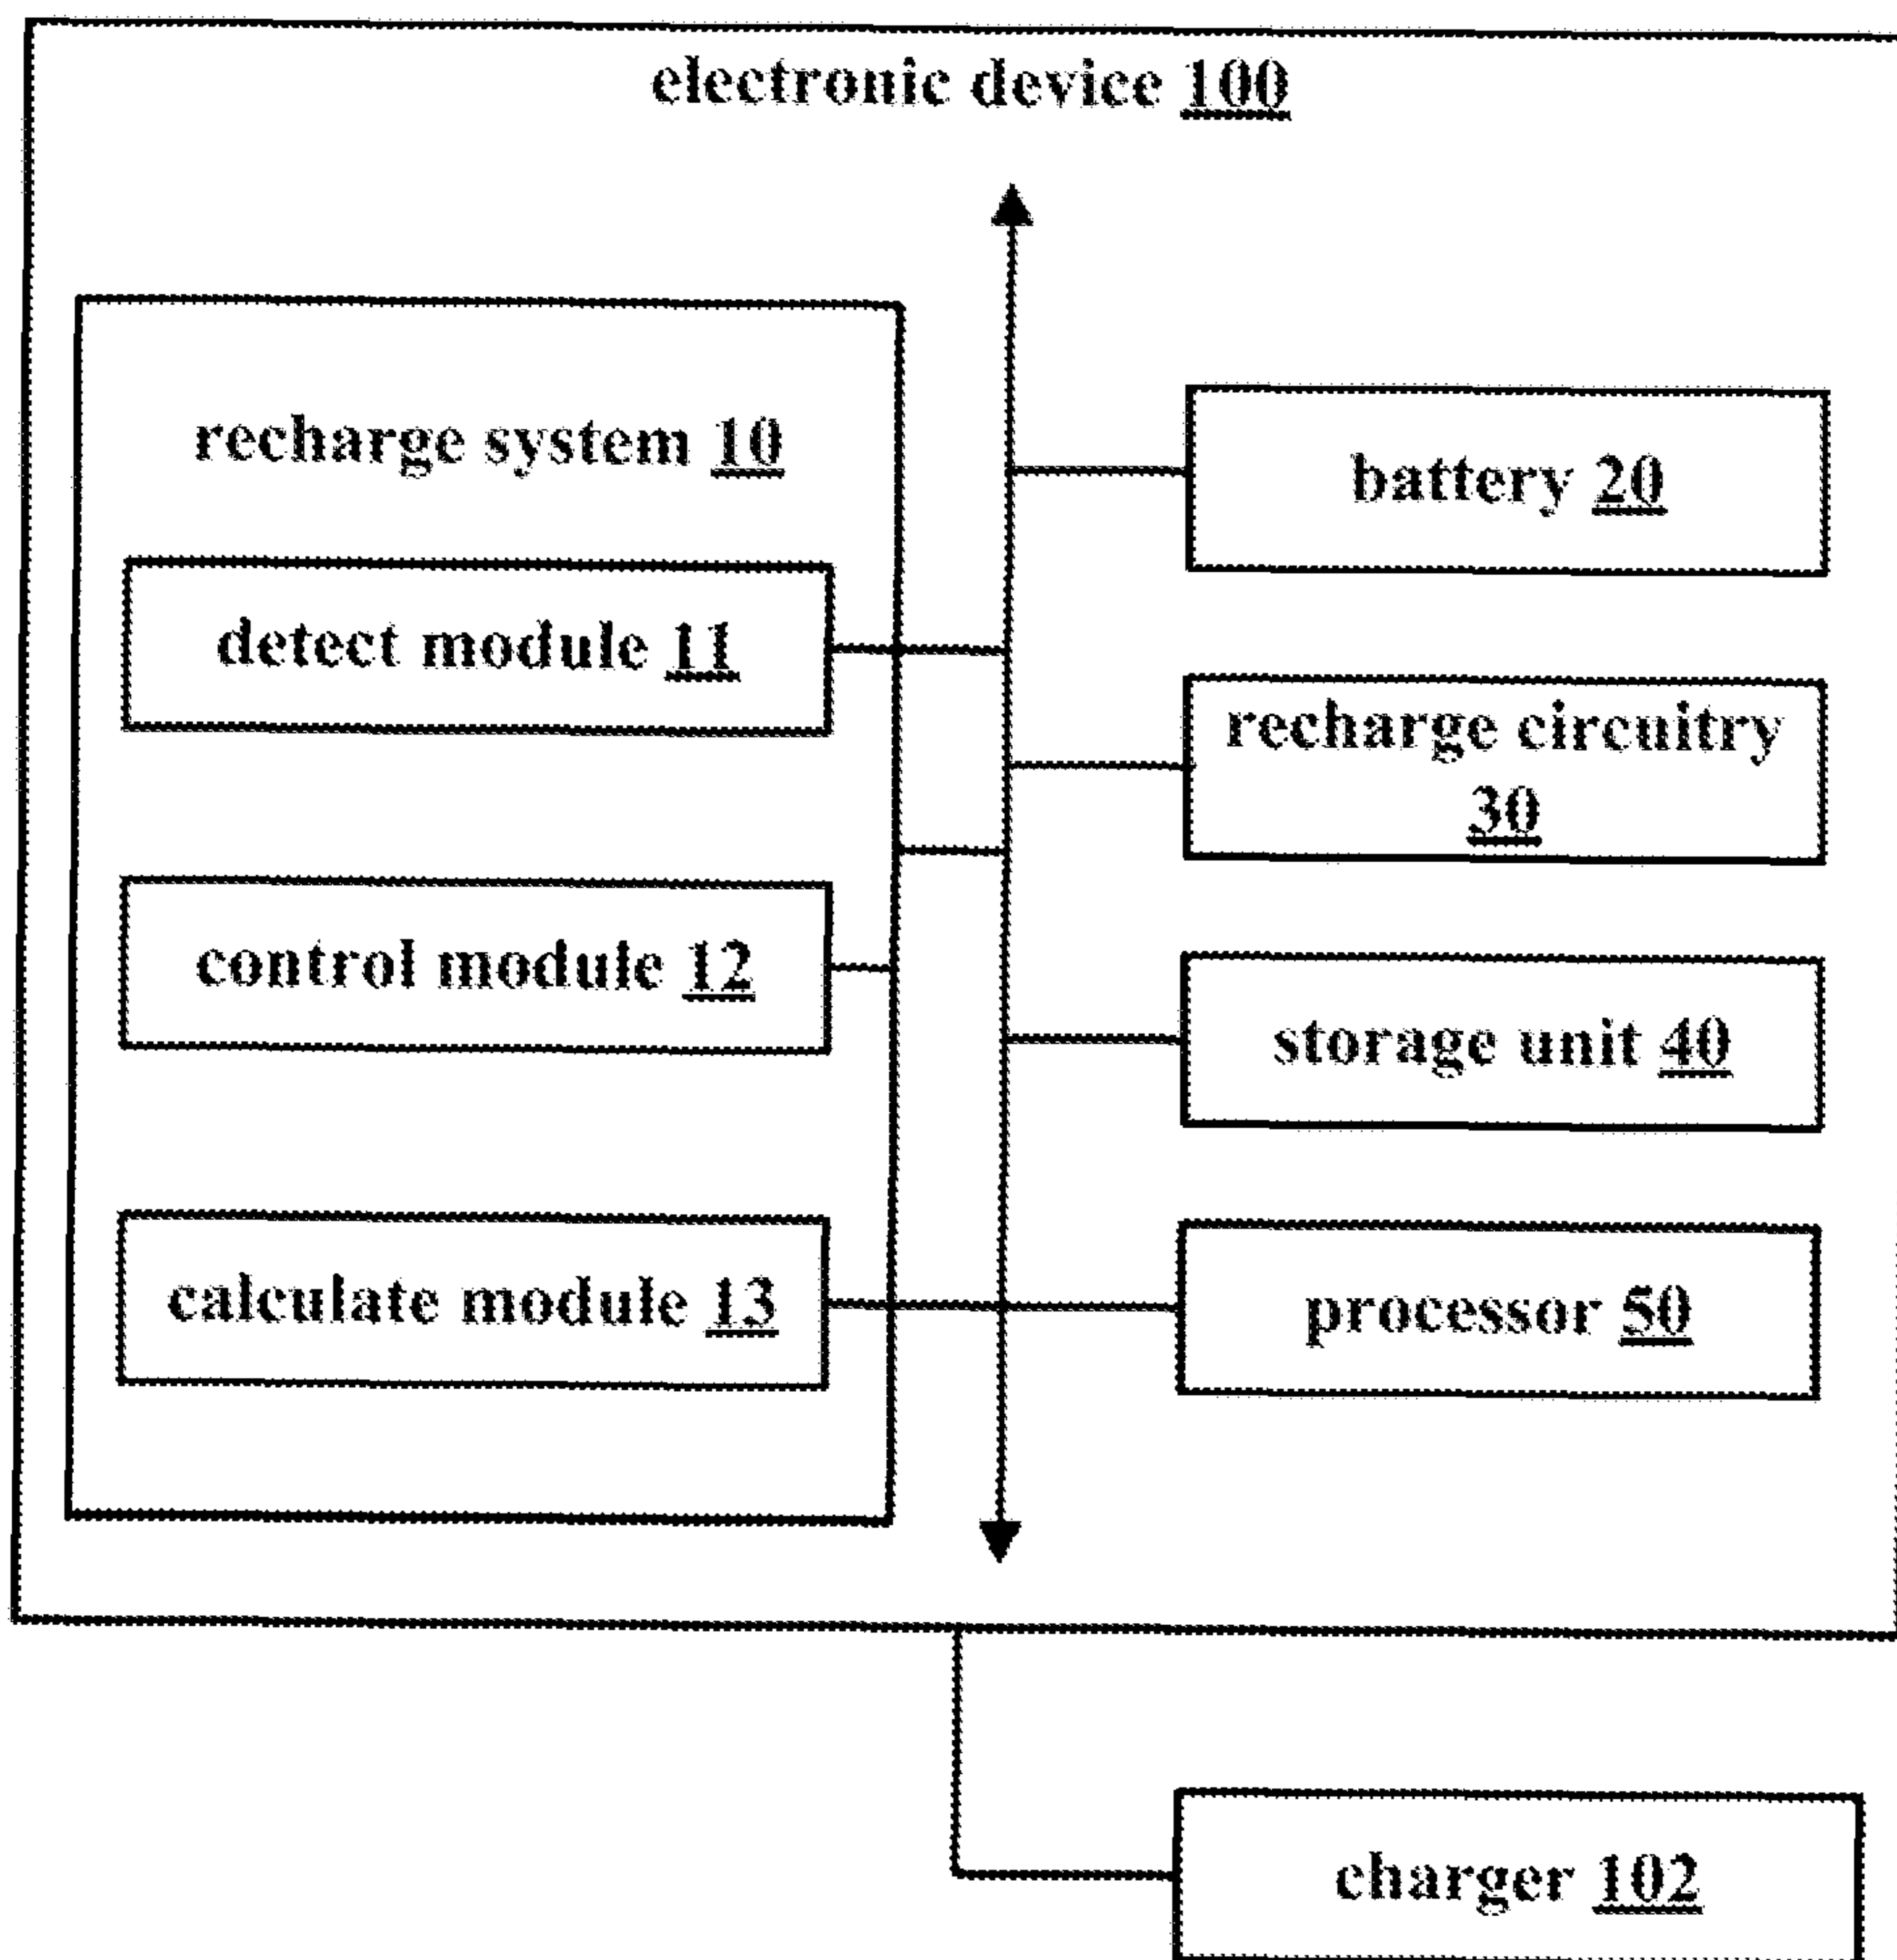 electronic device 100
recharge system 10
detect module 11
control module 12
calculate module 13
battery 20
recharge circuitry
30
storage unit 40
processor 50
charger 102